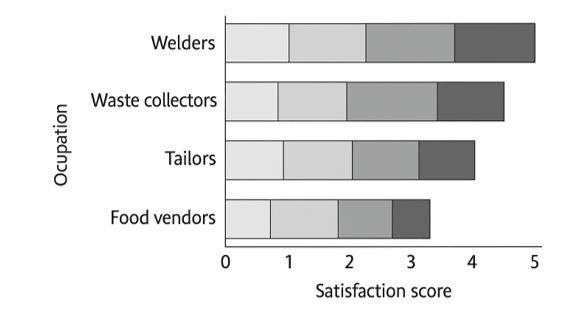 Welders
Waste collectors
Tailors
Food vendors
Ocupation
0 1 2 3 4 5
Satisfaction score